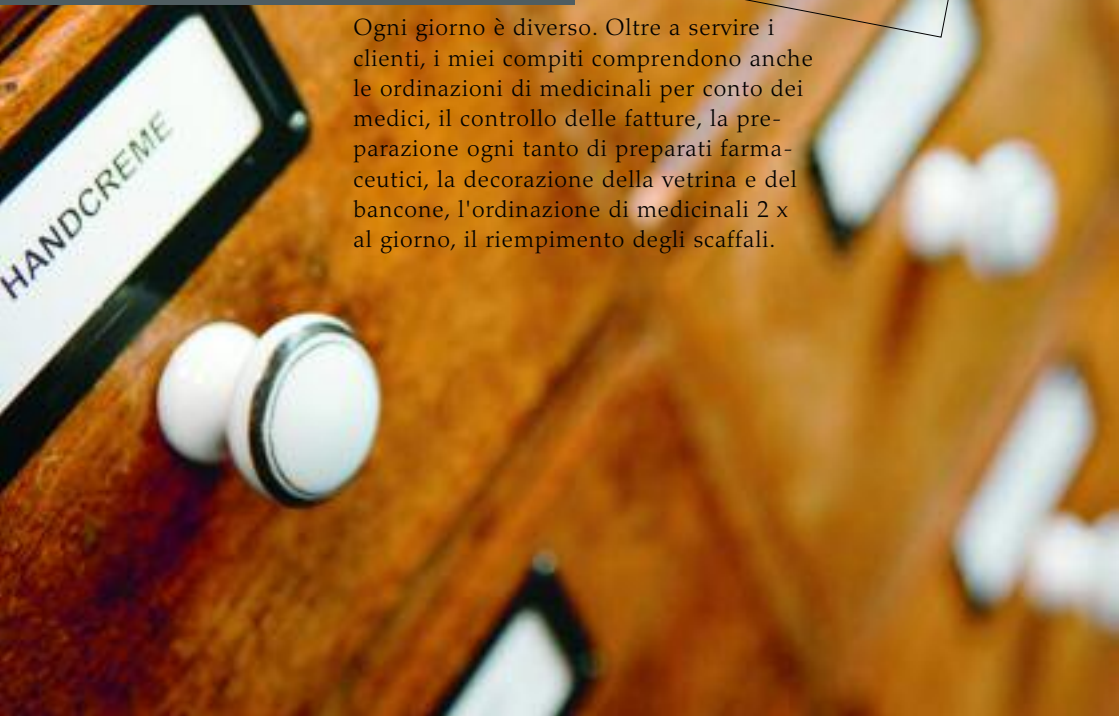 Ogni giorno è diverso. Oltre a servire i
clienti, i miei compiti comprendono anche
le ordinazioni di medicinali per conto dei
medici, il controllo delle fatture, la pre-
parazione ogni tanto di preparati farma-
ceutici, la decorazione della vetrina e del
bancone, l'ordinazione di medicinali 2 x
al giorno, il riempimento degli scaffali.
HANDCREME